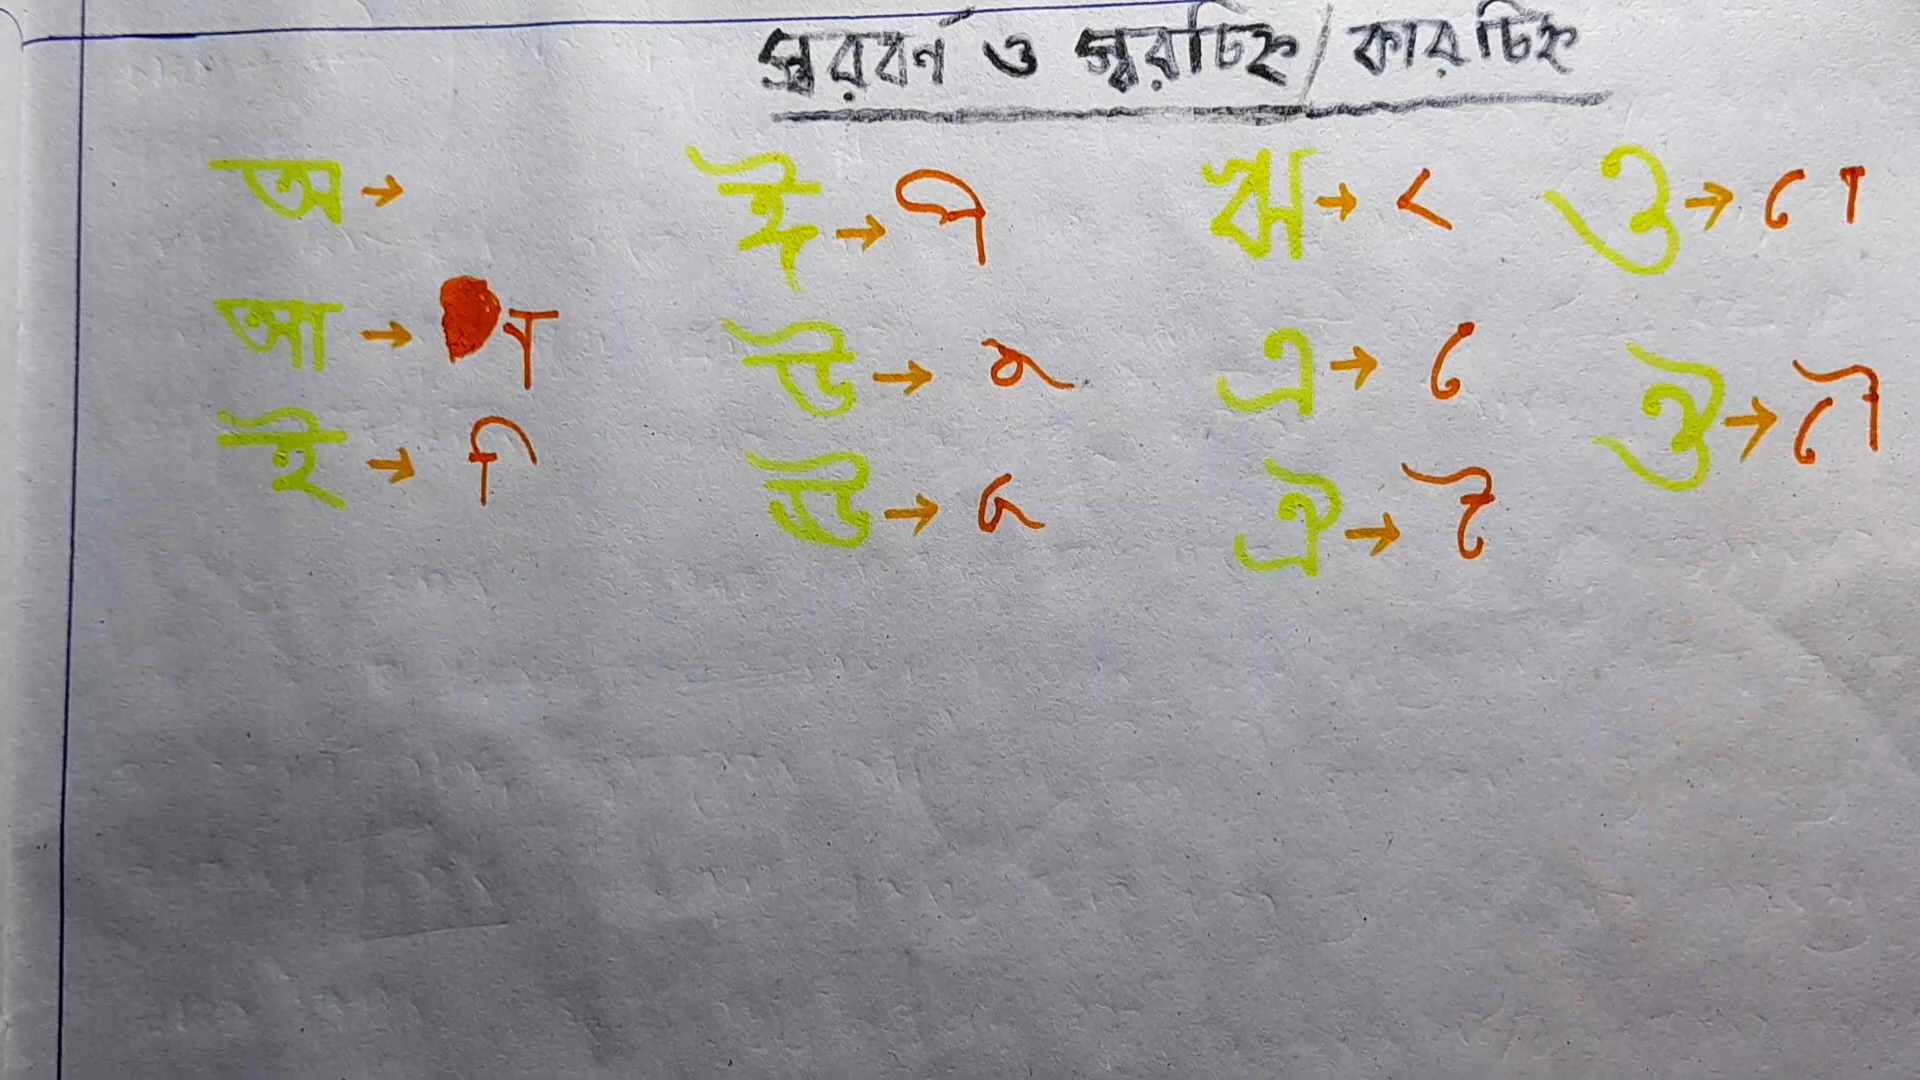 স্বরবর্ণ ও স্বরচিহ্ন/কারচিহ্ন
অ →
আ → া
ই → ি
ঈ → ী
উ → ু
ঊ → ূ
ঋ → ৃ
এ → ে
ঐ → ৈ
ও → ো
ঔ → ৌ